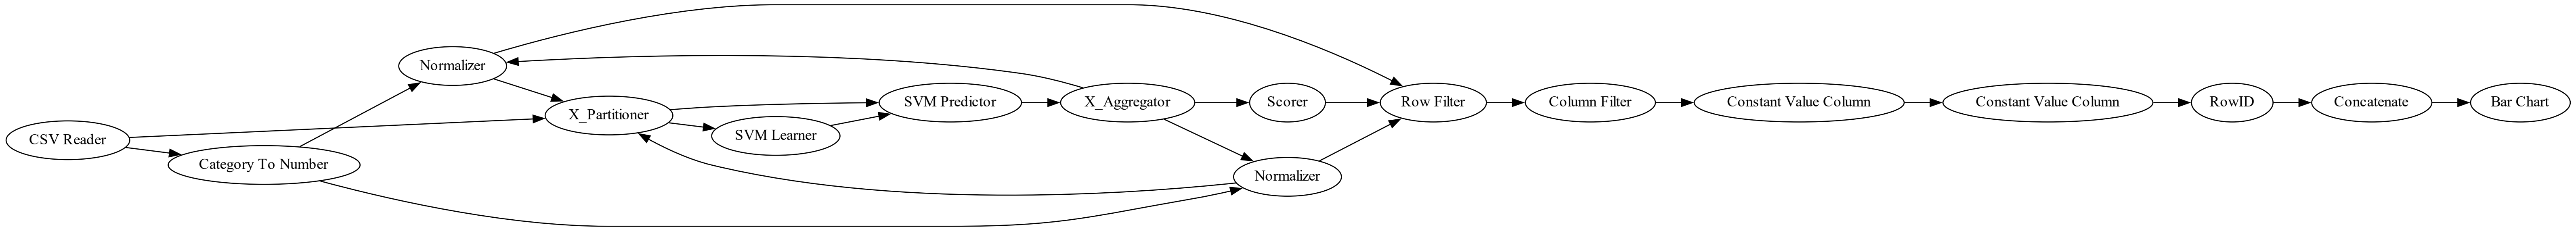 CSV Reader
Category To Number
Normalizer
X_Partitioner
SVM Learner
SVM Predictor
X_Aggregator
Scorer
Normalizer
Row Filter
Column Filter
Constant Value Column
Constant Value Column
RowID
Concatenate
Bar Chart